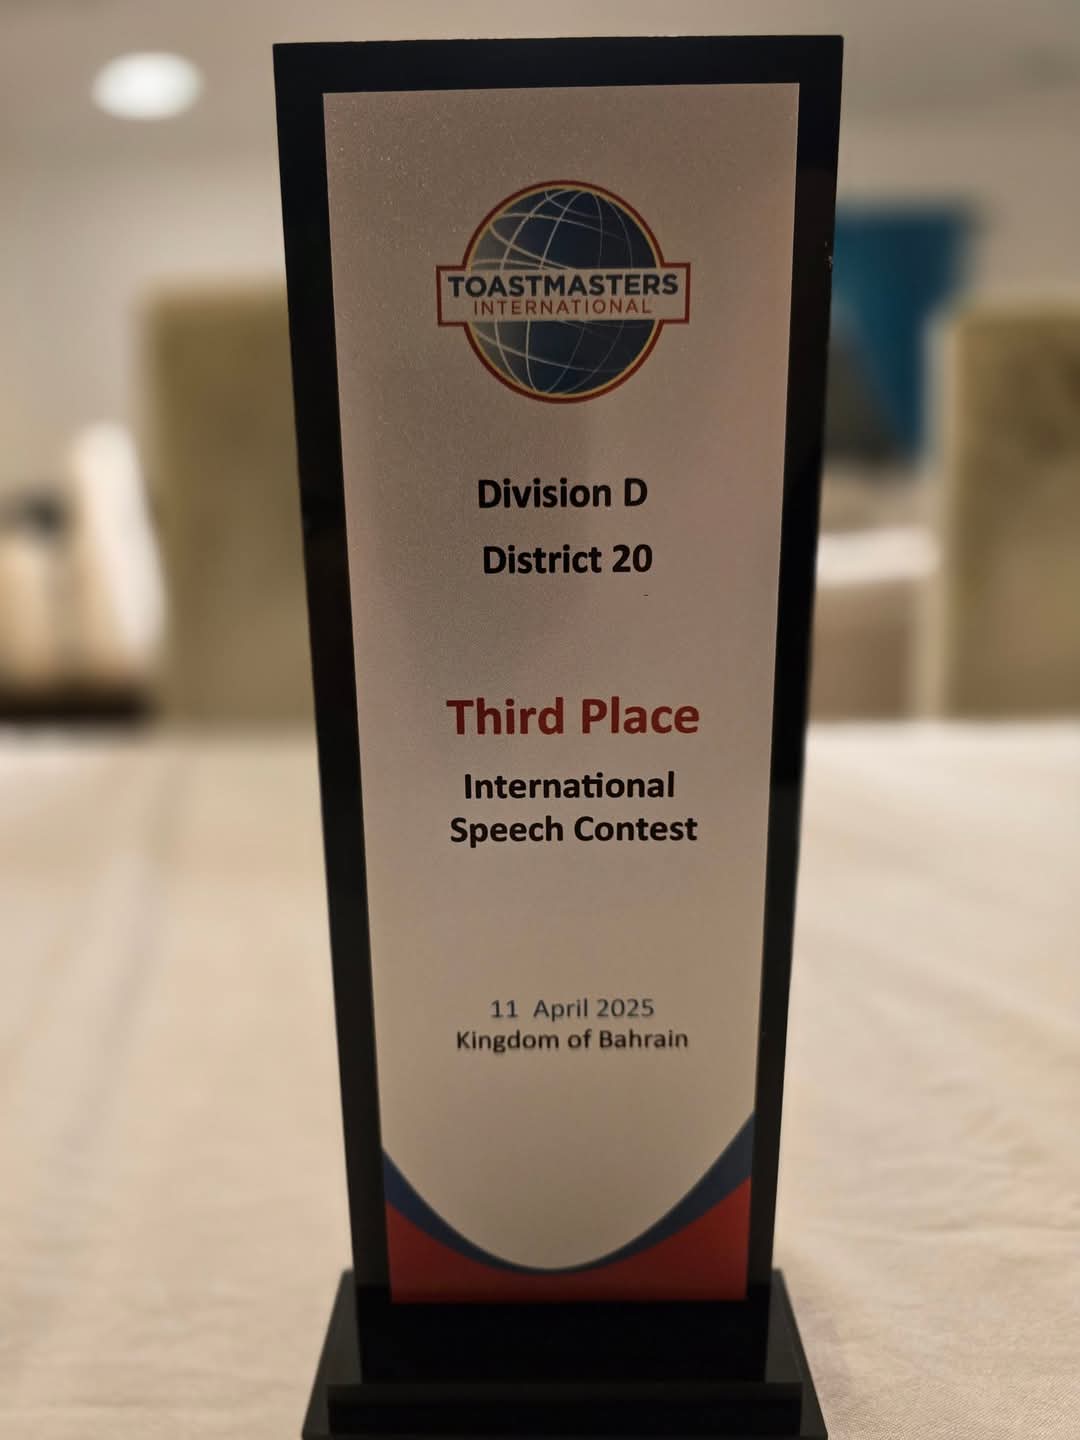 TOASTMASTERS
INTERNATIONAL
Division D
District 20
Third Place
International
Speech Contest
11 April 2025
Kingdom of Bahrain